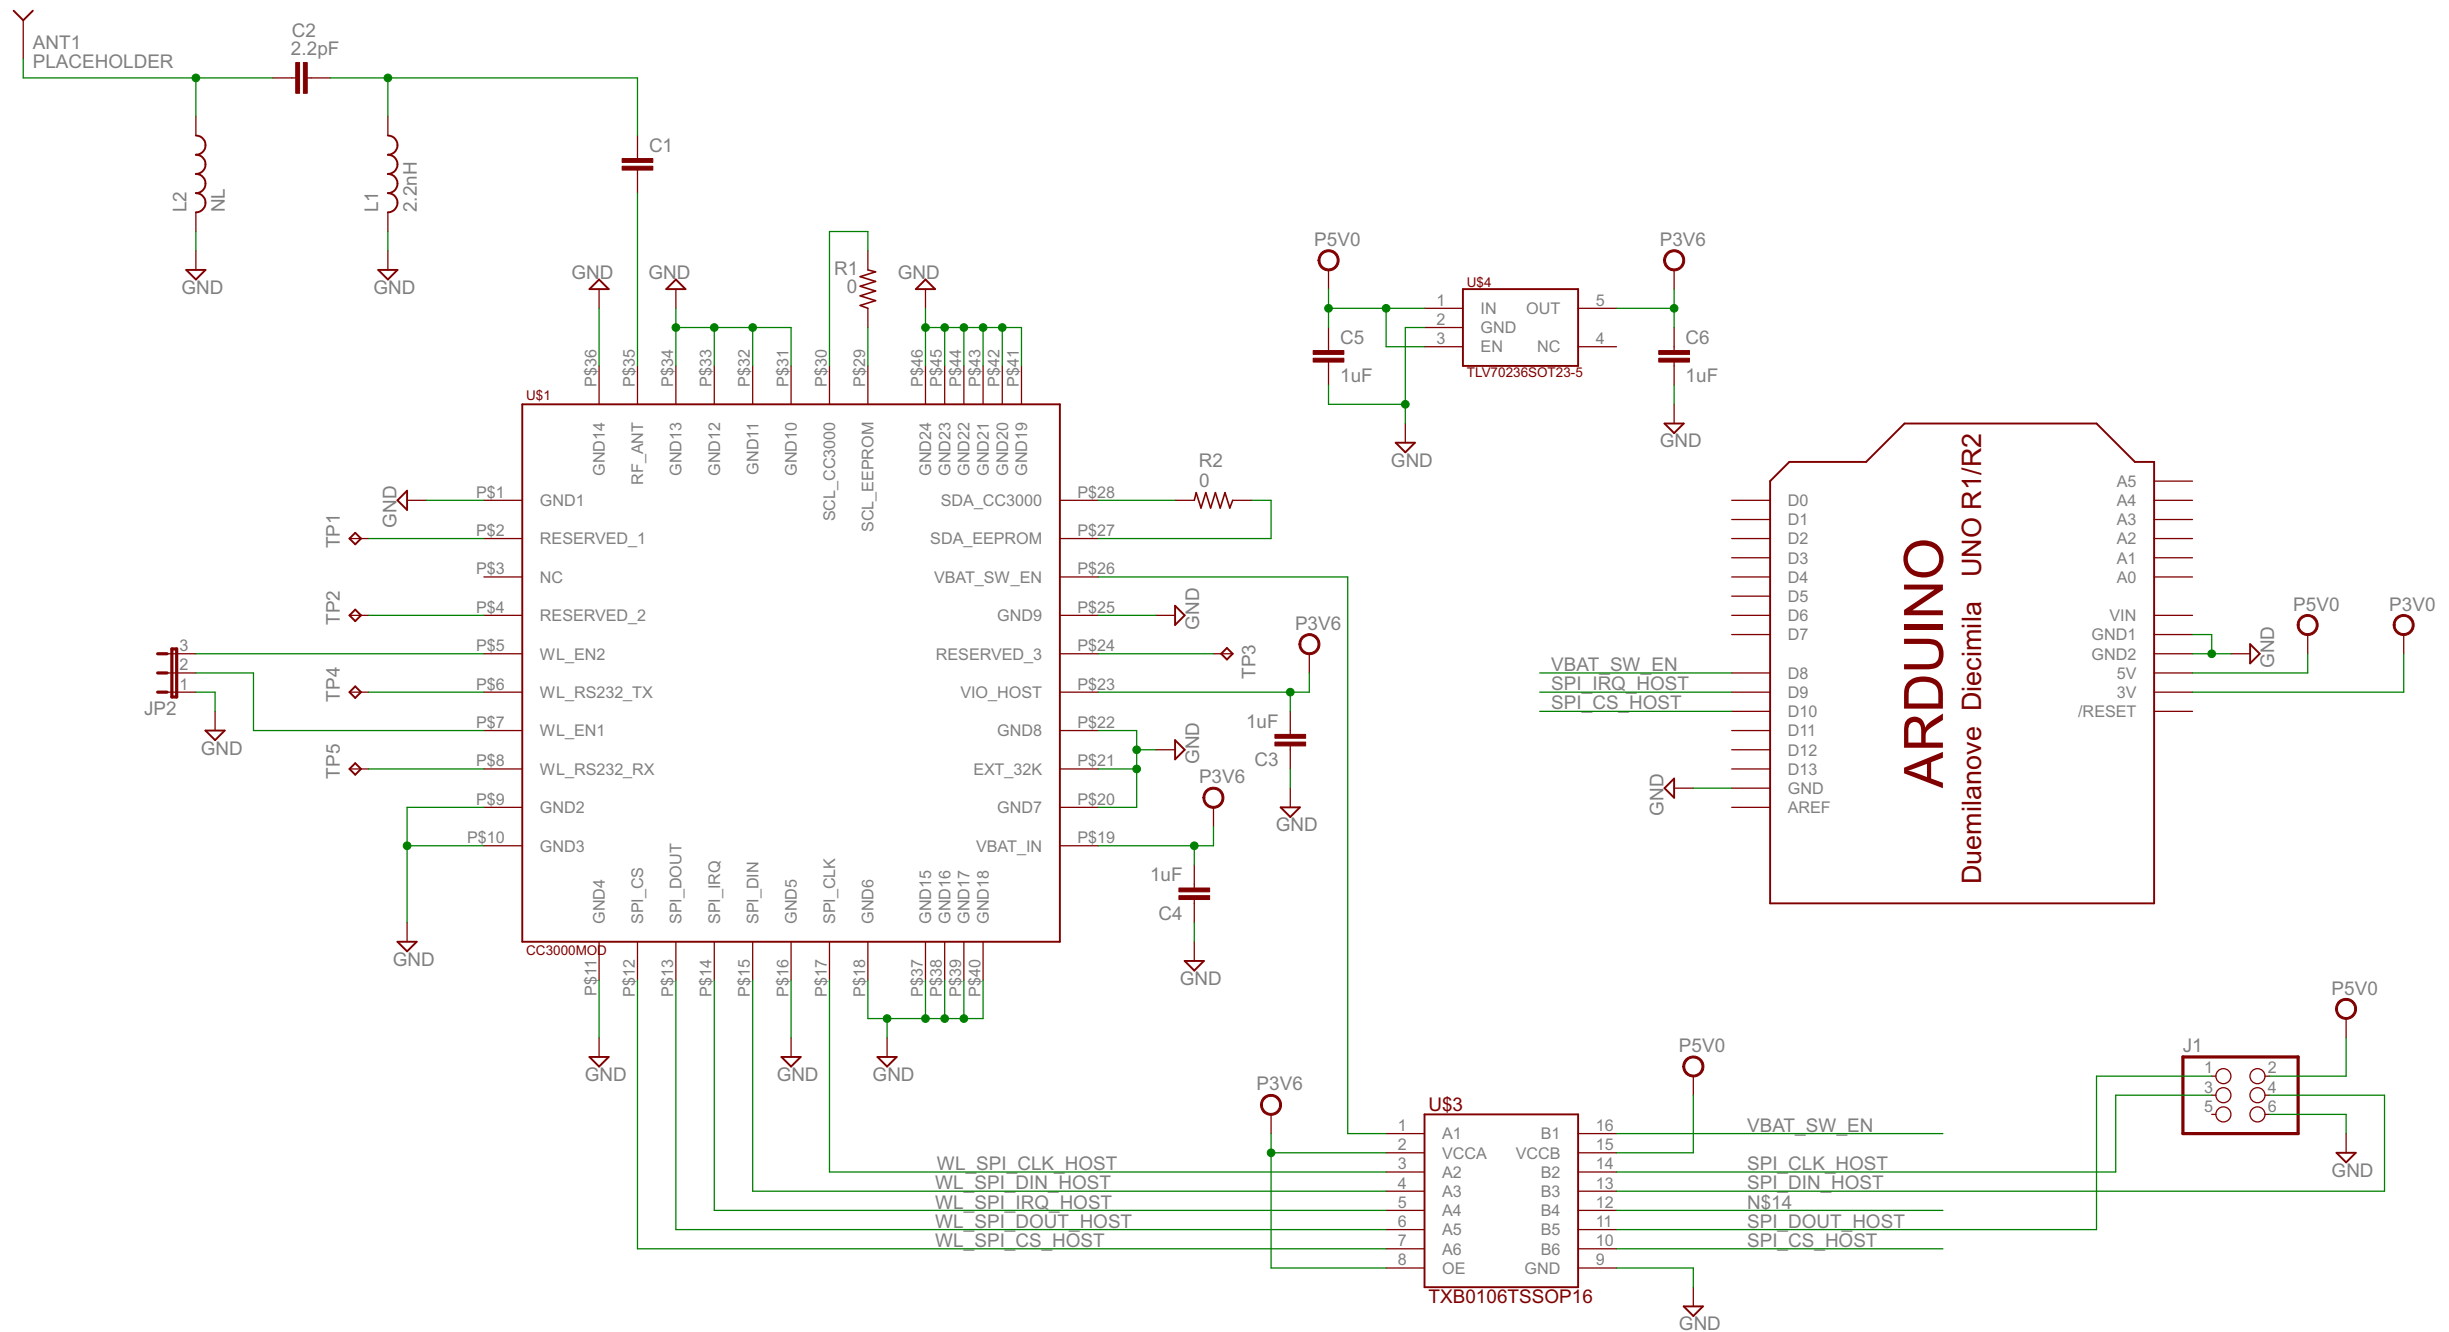 ANT1
PLACEHOLDER
C2
2.2pF
L2
NL
L1
2.2nH
GND
GND
C1
R1
0
GND
GND
GND
P$36
P$35
P$34
P$33
P$32
P$31
P$30
P$29
P$46
P$45
P$44
P$43
P$42
P$41
U$1
GND14
RF_ANT
GND13
GND12
GND11
GND10
SCL_CC3000
SCL_EEPROM
GND24
GND23
GND22
GND21
GND20
GND19
GND
P$1
GND1
TP1
P$2
RESERVED_1
P$3
NC
TP2
P$4
RESERVED_2
3
2
1
JP2
GND
P$5
WL_EN2
TP4
P$6
WL_RS232_TX
P$7
WL_EN1
TP5
P$8
WL_RS232_RX
P$9
GND2
P$10
GND3
GND
SDA_CC3000
P$28
R2
0
SDA_EEPROM
P$27
VBAT_SW_EN
P$26
GND9
P$25
GND
RESERVED_3
P$24
TP3
VIO_HOST
P$23
P3V6
1uF
C3
GND
GND8
P$22
GND
EXT_32K
P$21
GND7
P$20
VBAT_IN
P$19
P3V6
1uF
C4
GND
GND4
SPI_CS
SPI_DOUT
SPI_IRQ
SPI_DIN
GND5
SPI_CLK
GND6
GND15
GND16
GND17
GND18
CC3000MOD
P$11
P$12
P$13
P$14
P$15
P$16
P$17
P$18
P$37
P$38
P$39
P$40
GND
GND
GND
P5V0
P3V6
U$4
1
2
3
IN
GND
EN
OUT
NC
5
4
TLV70236SOT23-5
C5
1uF
C6
1uF
GND
GND
D0
D1
D2
D3
D4
D5
D6
D7
VBAT_SW_EN
D8
SPI_IRQ_HOST
D9
SPI_CS_HOST
D10
D11
D12
D13
GND
GND
AREF
ARDUINO
Duemilanove Diecimila UNO R1/R2
A5
A4
A3
A2
A1
A0
VIN
GND1
GND2
5V
3V
/RESET
GND
P5V0
P3V0
P3V6
P5V0
U$3
1
2
3
4
5
6
7
8
A1
VCCA
A2
A3
A4
A5
A6
OE
B1
VCCB
B2
B3
B4
B5
B6
GND
16
15
14
13
12
11
10
9
TXB0106TSSOP16
GND
WL_SPI_CLK_HOST
WL_SPI_DIN_HOST
WL_SPI_IRQ_HOST
WL_SPI_DOUT_HOST
WL_SPI_CS_HOST
VBAT_SW_EN
SPI_CLK_HOST
SPI_DIN_HOST
N$14
SPI_DOUT_HOST
SPI_CS_HOST
J1
1
3
5
2
4
6
P5V0
GND